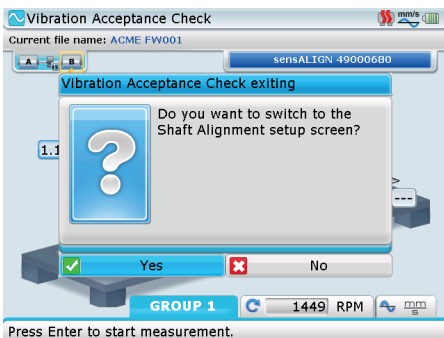 Vibration Acceptance Check
mm/s
Current file name: ACME FW001
A
B
sensALIGN 49000680
Vibration Acceptance Check exiting
Do you want to switch to the
Shaft Alignment setup screen?
1.1
---
Yes
No
GROUP 1
1449 RPM
mm
s
Press Enter to start measurement.